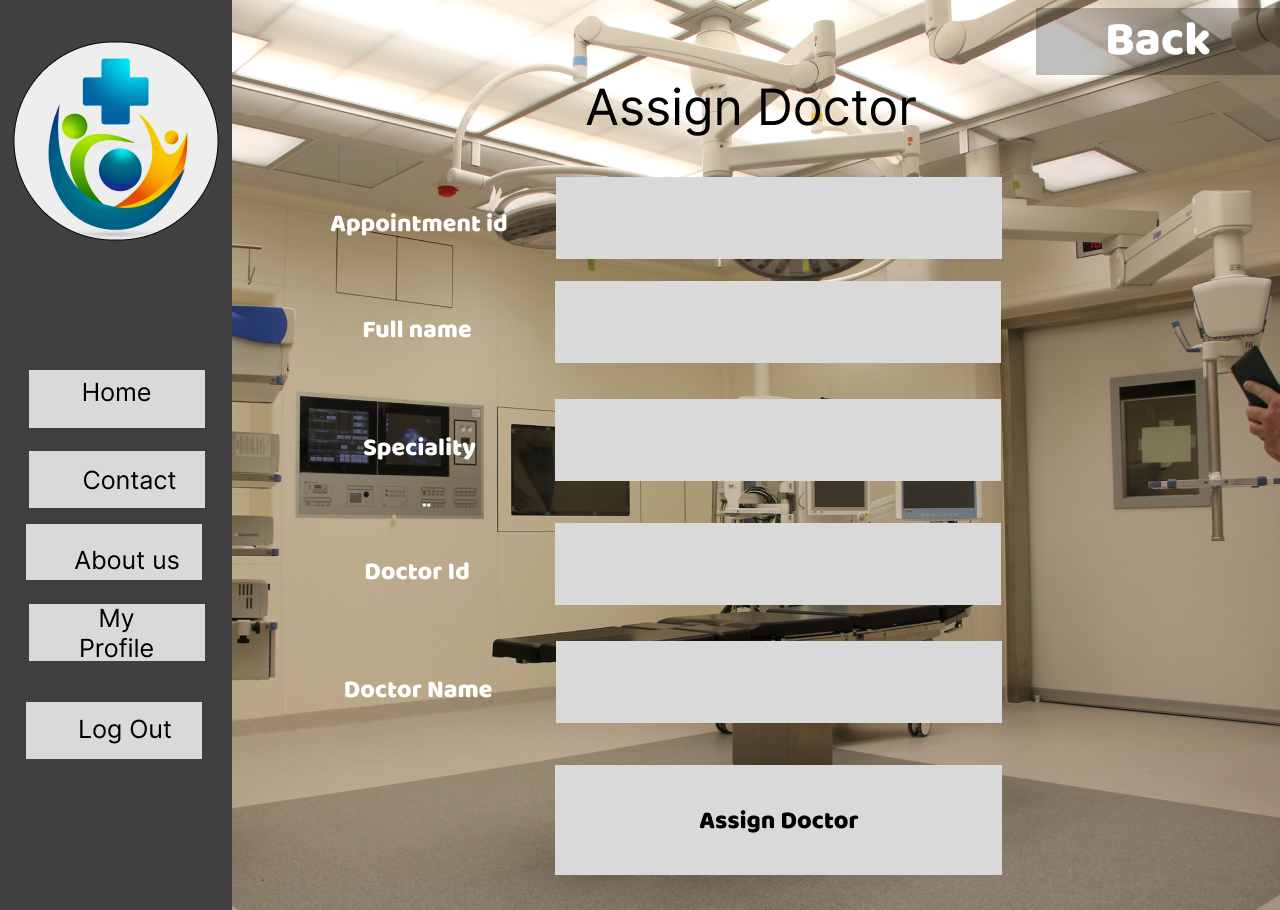 Back
Assign Doctor
Appointment id
Full name
Speciality
Doctor Id
Doctor Name
Assign Doctor
Home
Contact
About us
My
Profile
Log Out